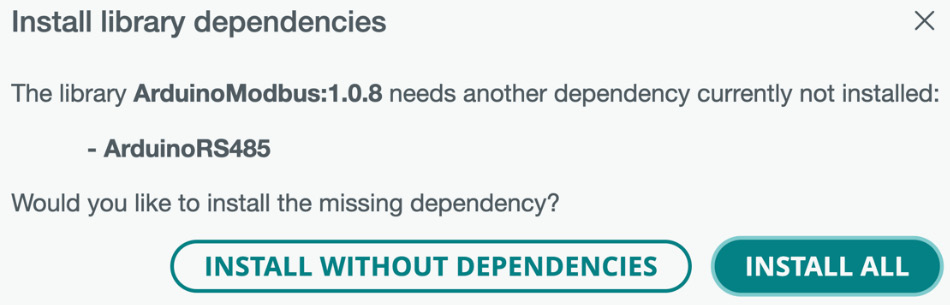 Install library dependencies
The library ArduinoModbus:1.0.8 needs another dependency currently not installed:
- ArduinoRS485
Would you like to install the missing dependency?
INSTALL WITHOUT DEPENDENCIES
INSTALL ALL